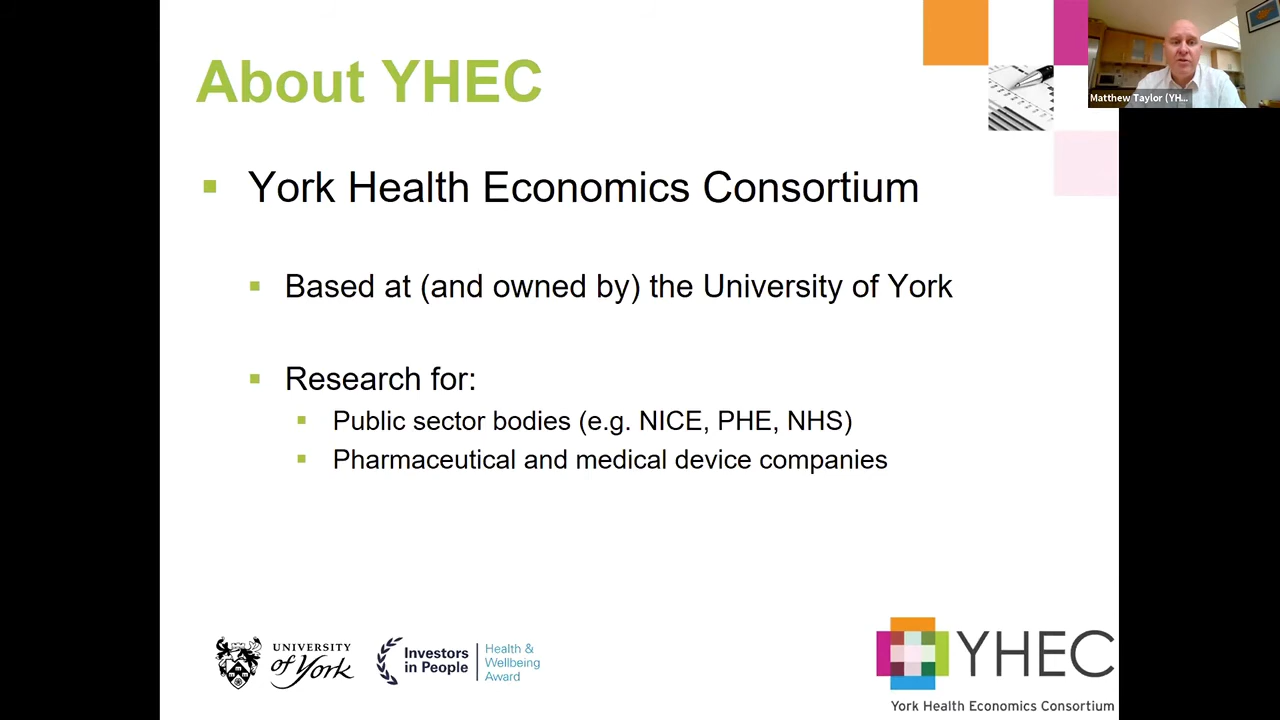 About YHEC
Matthew Taylor (YH...
York Health Economics Consortium
Based at (and owned by) the University of York
Research for:
Public sector bodies (e.g. NICE, PHE, NHS)
Pharmaceutical and medical device companies
UNIVERSITY
of York
Investors
in People
Health &
Wellbeing
Award
YHEC
York Health Economics Consortium